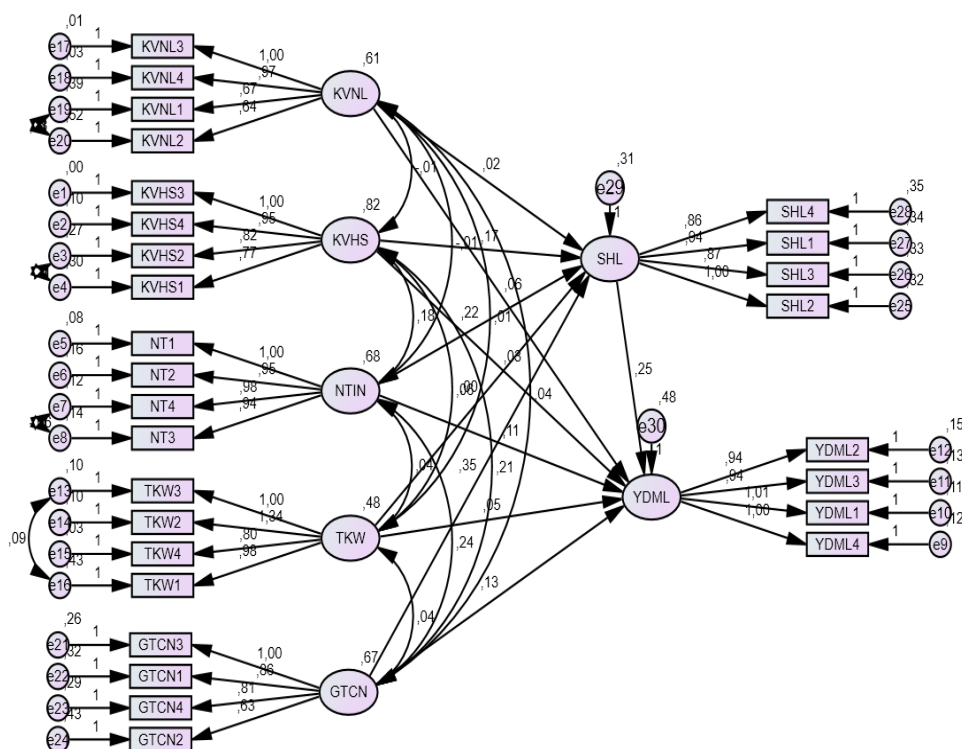 ,01
e17 1 KVNL3 1,00
,03
e18 1 KVNL4 ,97
,39
e19 1 KVNL1 ,67
e20 1 KVNL2 ,64
,61
KVNL
,00
e1 1 KVHS3 1,00
,10
e2 1 KVHS4 ,95
,27
e3 1 KVHS2 ,82
,30
e4 1 KVHS1 ,77
,82
KVHS
,08
e5 1 NT1 1,00
,16
e6 1 NT2 ,95
,12
e7 1 NT4 ,98
,14
e8 1 NT3 ,94
,68
NTIN
,10
e13 1 TKW3 1,00
,10
e14 1 TKW2 1,34
,03
e15 1 TKW4 ,80
,43
e16 1 TKW1 ,98
,09
,48
TKW
,26
e21 1 GTCN3 1,00
,32
e22 1 GTCN1 ,86
,29
e23 1 GTCN4 ,81
,43
e24 1 GTCN2 ,63
,67
GTCN
-,01
,02
-,01
,17
,06
,22
,01
,18
,08
,04
,11
,04
,35
,21
,05
,24
,13
,04
,25
,31
e29
1
SHL
,86 SHL4 1 e28 ,35
,94 SHL1 1 e27 ,34
,87 SHL3 1 e26 ,33
1,00 SHL2 1 e25 ,32
,48
e30
1
YDML
,94 YDML2 1 e12 ,15
,94 YDML3 1 e11 ,13
1,01 YDML1 1 e10 ,11
1,00 YDML4 1 e9 ,12